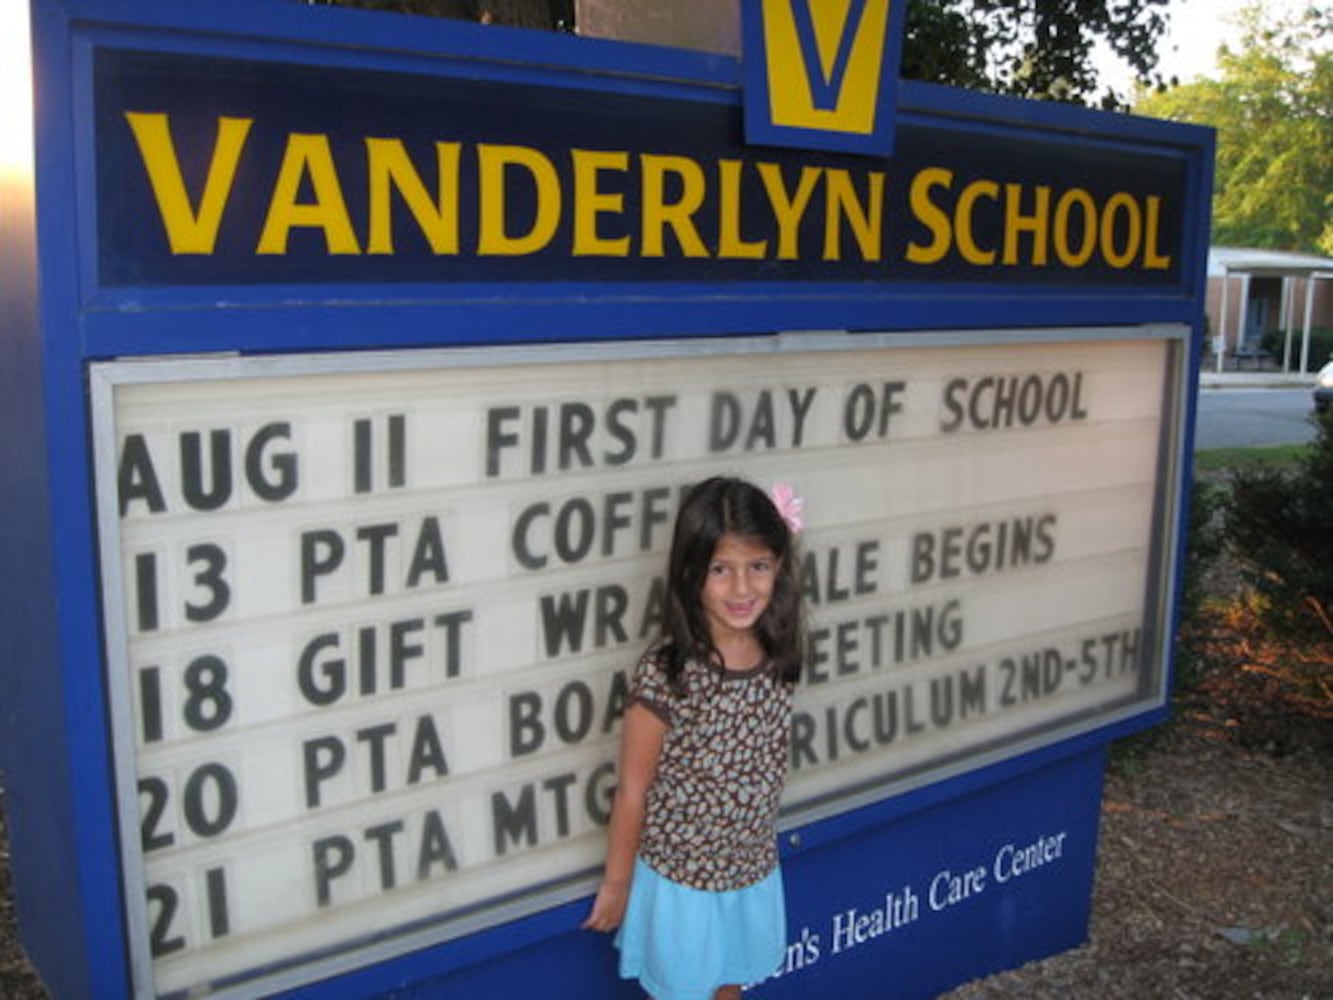 V
VANDERLYN SCHOOL
AUG 11 FIRST DAY OF SCHOOL
13 PTA COFF
18 GIFT WRA ALE BEGINS
20 PTA BOA EETING
21 PTA MTG RICULUM 2ND-5TH
en's Health Care Center